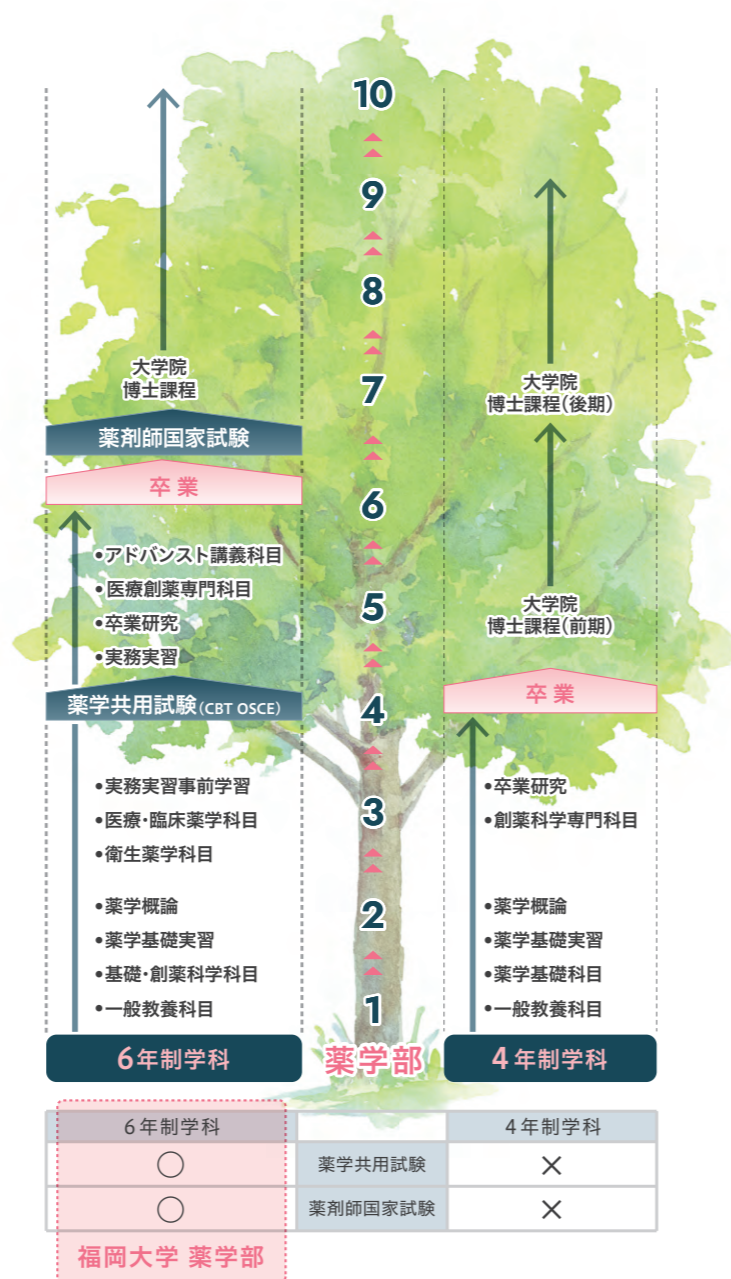 10
9
8
7
6
5
4
3
2
1
薬学部
大学院
博士課程
薬剤師国家試験
卒業
•アドバンスト講義科目
•医療創薬専門科目
•卒業研究
•実務実習
薬学共用試験(CBT OSCE)
•実務実習事前学習
•医療・臨床薬学科目
•衛生薬学科目
•薬学概論
•薬学基礎実習
•基礎・創薬科学科目
•一般教養科目
6年制学科
大学院
博士課程(後期)
大学院
博士課程(前期)
卒業
•卒業研究
•創薬科学専門科目
•薬学概論
•薬学基礎実習
•薬学基礎科目
•一般教養科目
4年制学科
6年制学科 4年制学科
○ 薬学共用試験 ×
○ 薬剤師国家試験 ×
福岡大学 薬学部